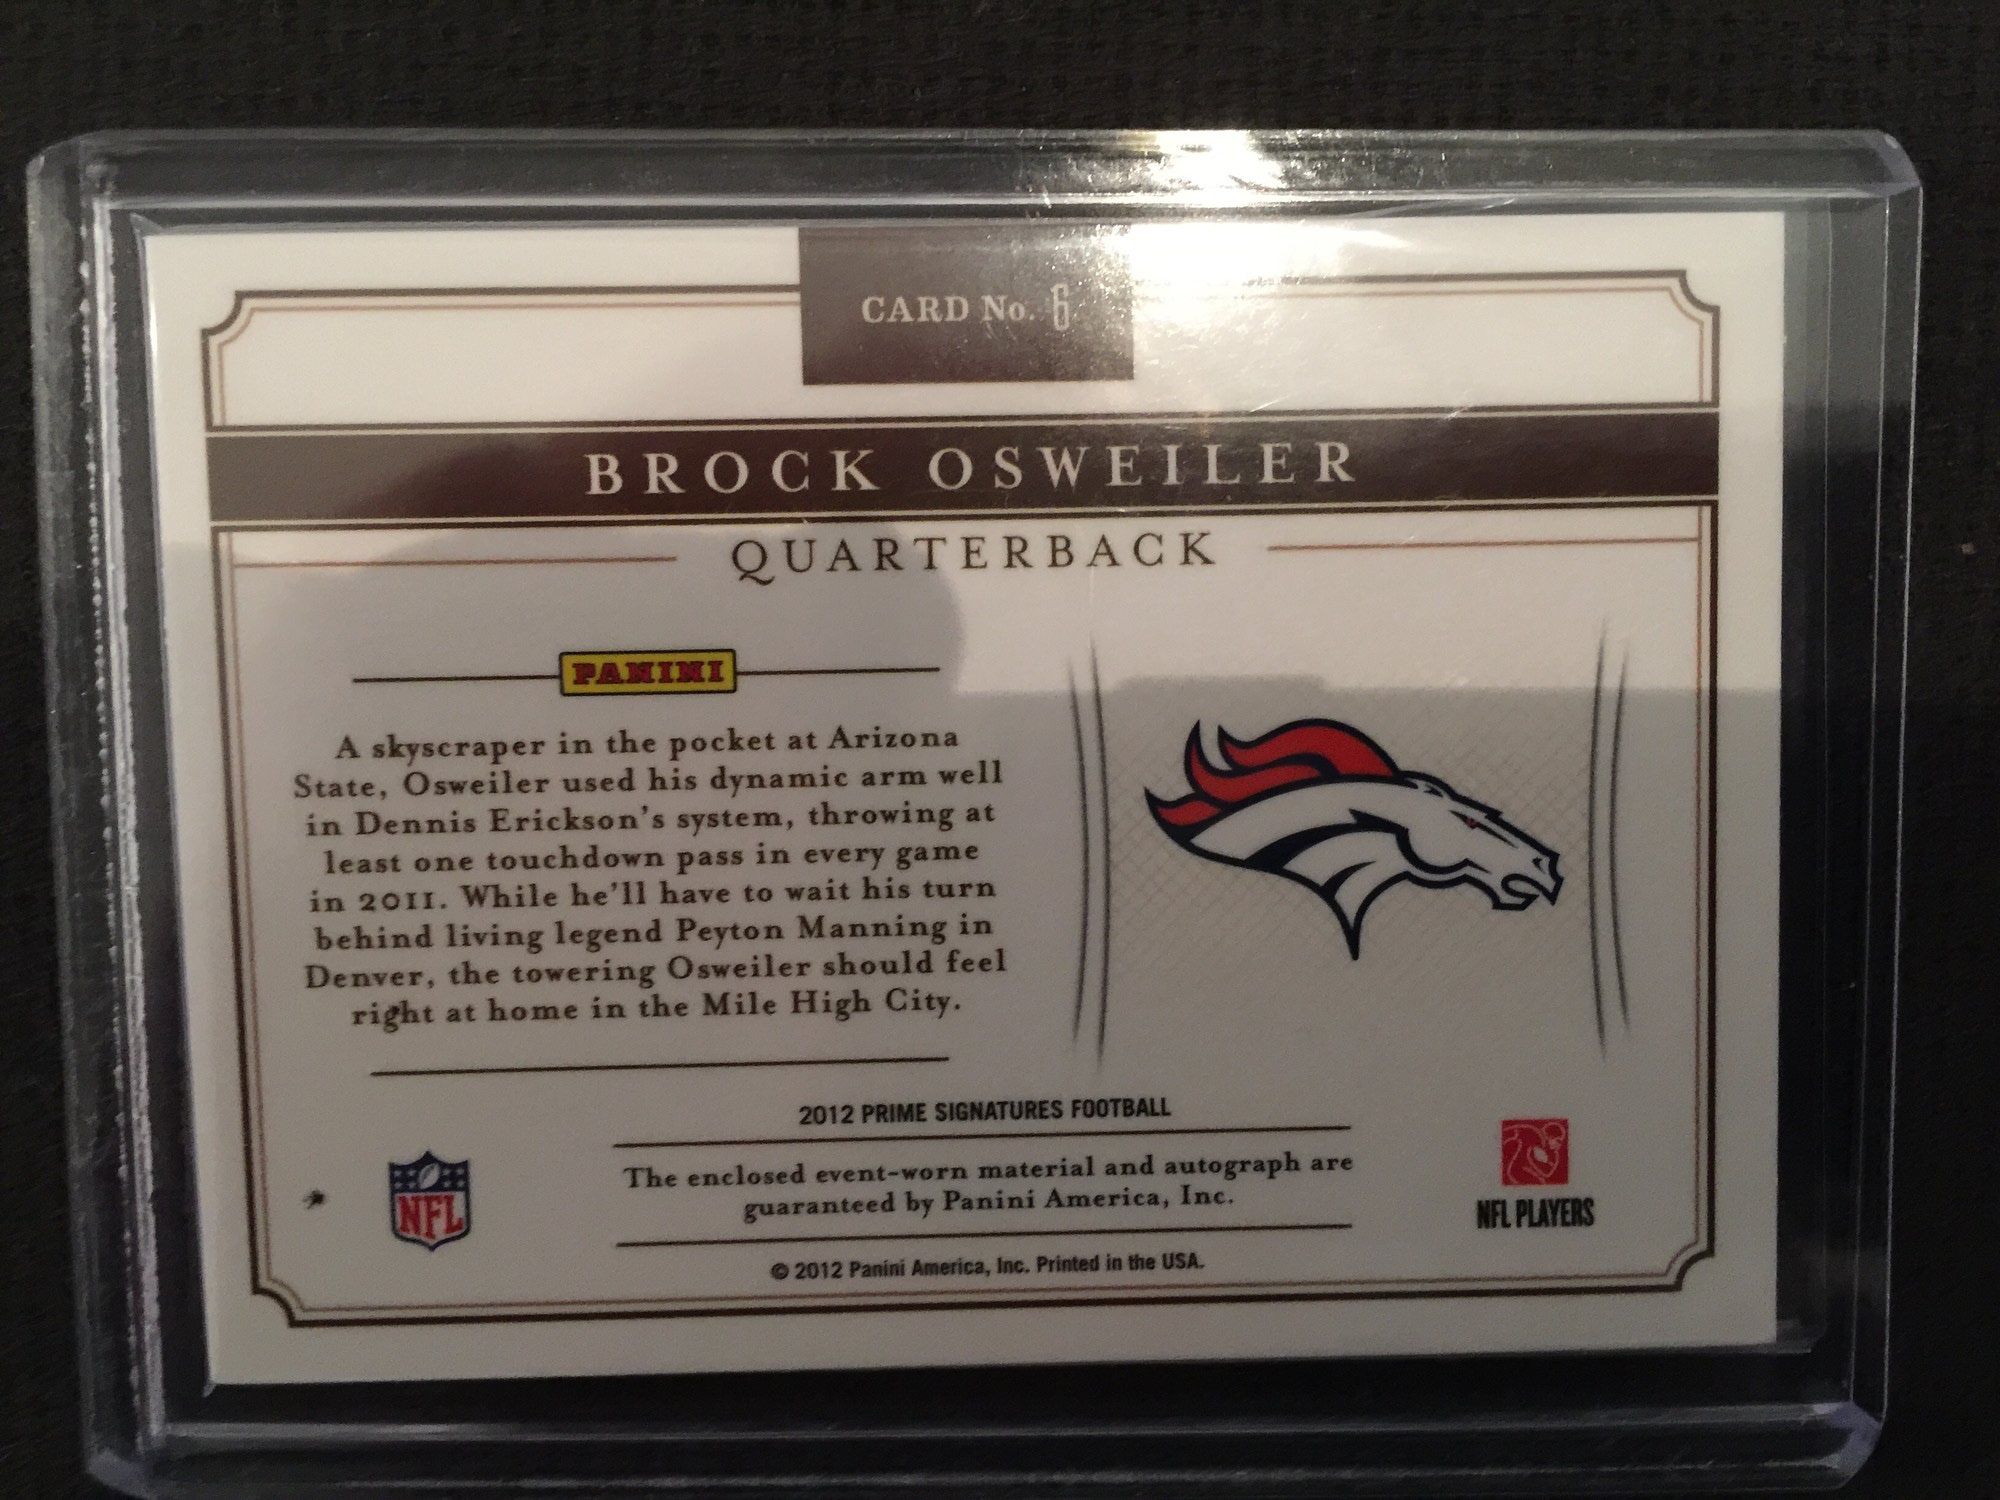 CARD No. 6
BROCK OSWEILER
QUARTERBACK
PANINI
A skyscraper in the pocket at Arizona
State, Osweiler used his dynamic arm well
in Dennis Erickson's system, throwing at
least one touchdown pass in every game
in 2011. While he'll have to wait his turn
behind living legend Peyton Manning in
Denver, the towering Osweiler should feel
right at home in the Mile High City.
2012 PRIME SIGNATURES FOOTBALL
The enclosed event-worn material and autograph are
guaranteed by Panini America, Inc.
© 2012 Panini America, Inc. Printed in the USA.
NFL
NFL PLAYERS